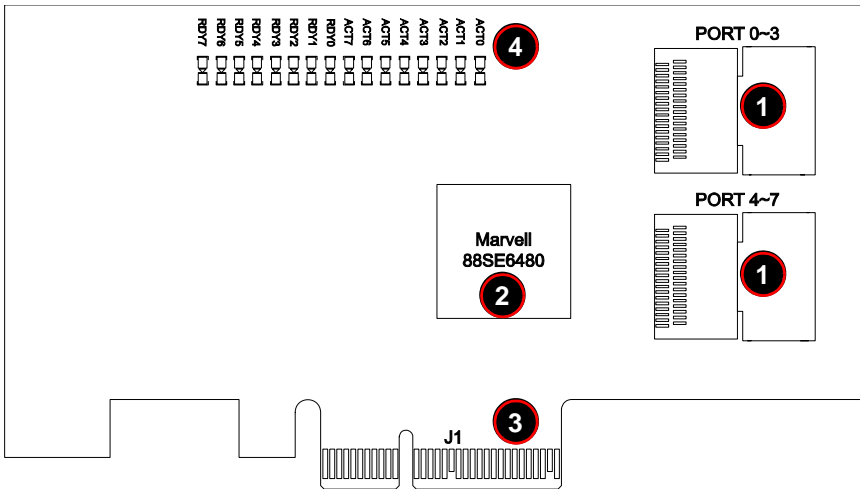 RDY7 RDY6 RDY5 RDY4 RDY3 RDY2 RDY1 RDY0 ACT7 ACT6 ACT5 ACT4 ACT3 ACT2 ACT1 ACT0
4
PORT 0~3
1
PORT 4~7
1
Marvell
88SE6480
2
3
J1